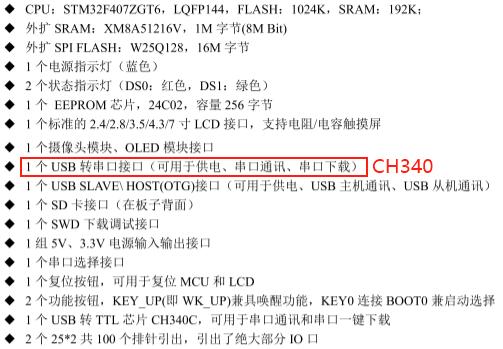 ◆ CPU：STM32F407ZGT6，LQFP144，FLASH：1024K，SRAM：192K；
◆ 外扩 SRAM：XM8A51216V，1M 字节(8M Bit)
◆ 外扩 SPI FLASH：W25Q128，16M 字节
◆ 1 个电源指示灯（蓝色）
◆ 2 个状态指示灯（DS0：红色，DS1：绿色）
◆ 1 个 EEPROM 芯片，24C02，容量 256 字节
◆ 1 个标准的 2.4/2.8/3.5/4.3/7 寸 LCD 接口，支持电阻/电容触摸屏
◆ 1 个摄像头模块、OLED 模块接口
◆ 1 个 USB 转串口接口（可用于供电、串口通讯、串口下载） CH340
◆ 1 个 USB SLAVE\ HOST(OTG)接口（可用于供电、USB 主机通讯、USB 从机通讯）
◆ 1 个 SD 卡接口（在板子背面）
◆ 1 个 SWD 下载调试接口
◆ 1 组 5V、3.3V 电源输入输出接口
◆ 1 个串口选择接口
◆ 1 个复位按钮，可用于复位 MCU 和 LCD
◆ 2 个功能按钮，KEY_UP(即 WK_UP)兼具唤醒功能，KEY0 连接 BOOT0 兼启动选择
◆ 1 个 USB 转 TTL 芯片 CH340C，可用于串口通讯和串口一键下载
◆ 2 个 25*2 共 100 个排针引出，引出了绝大部分 IO 口